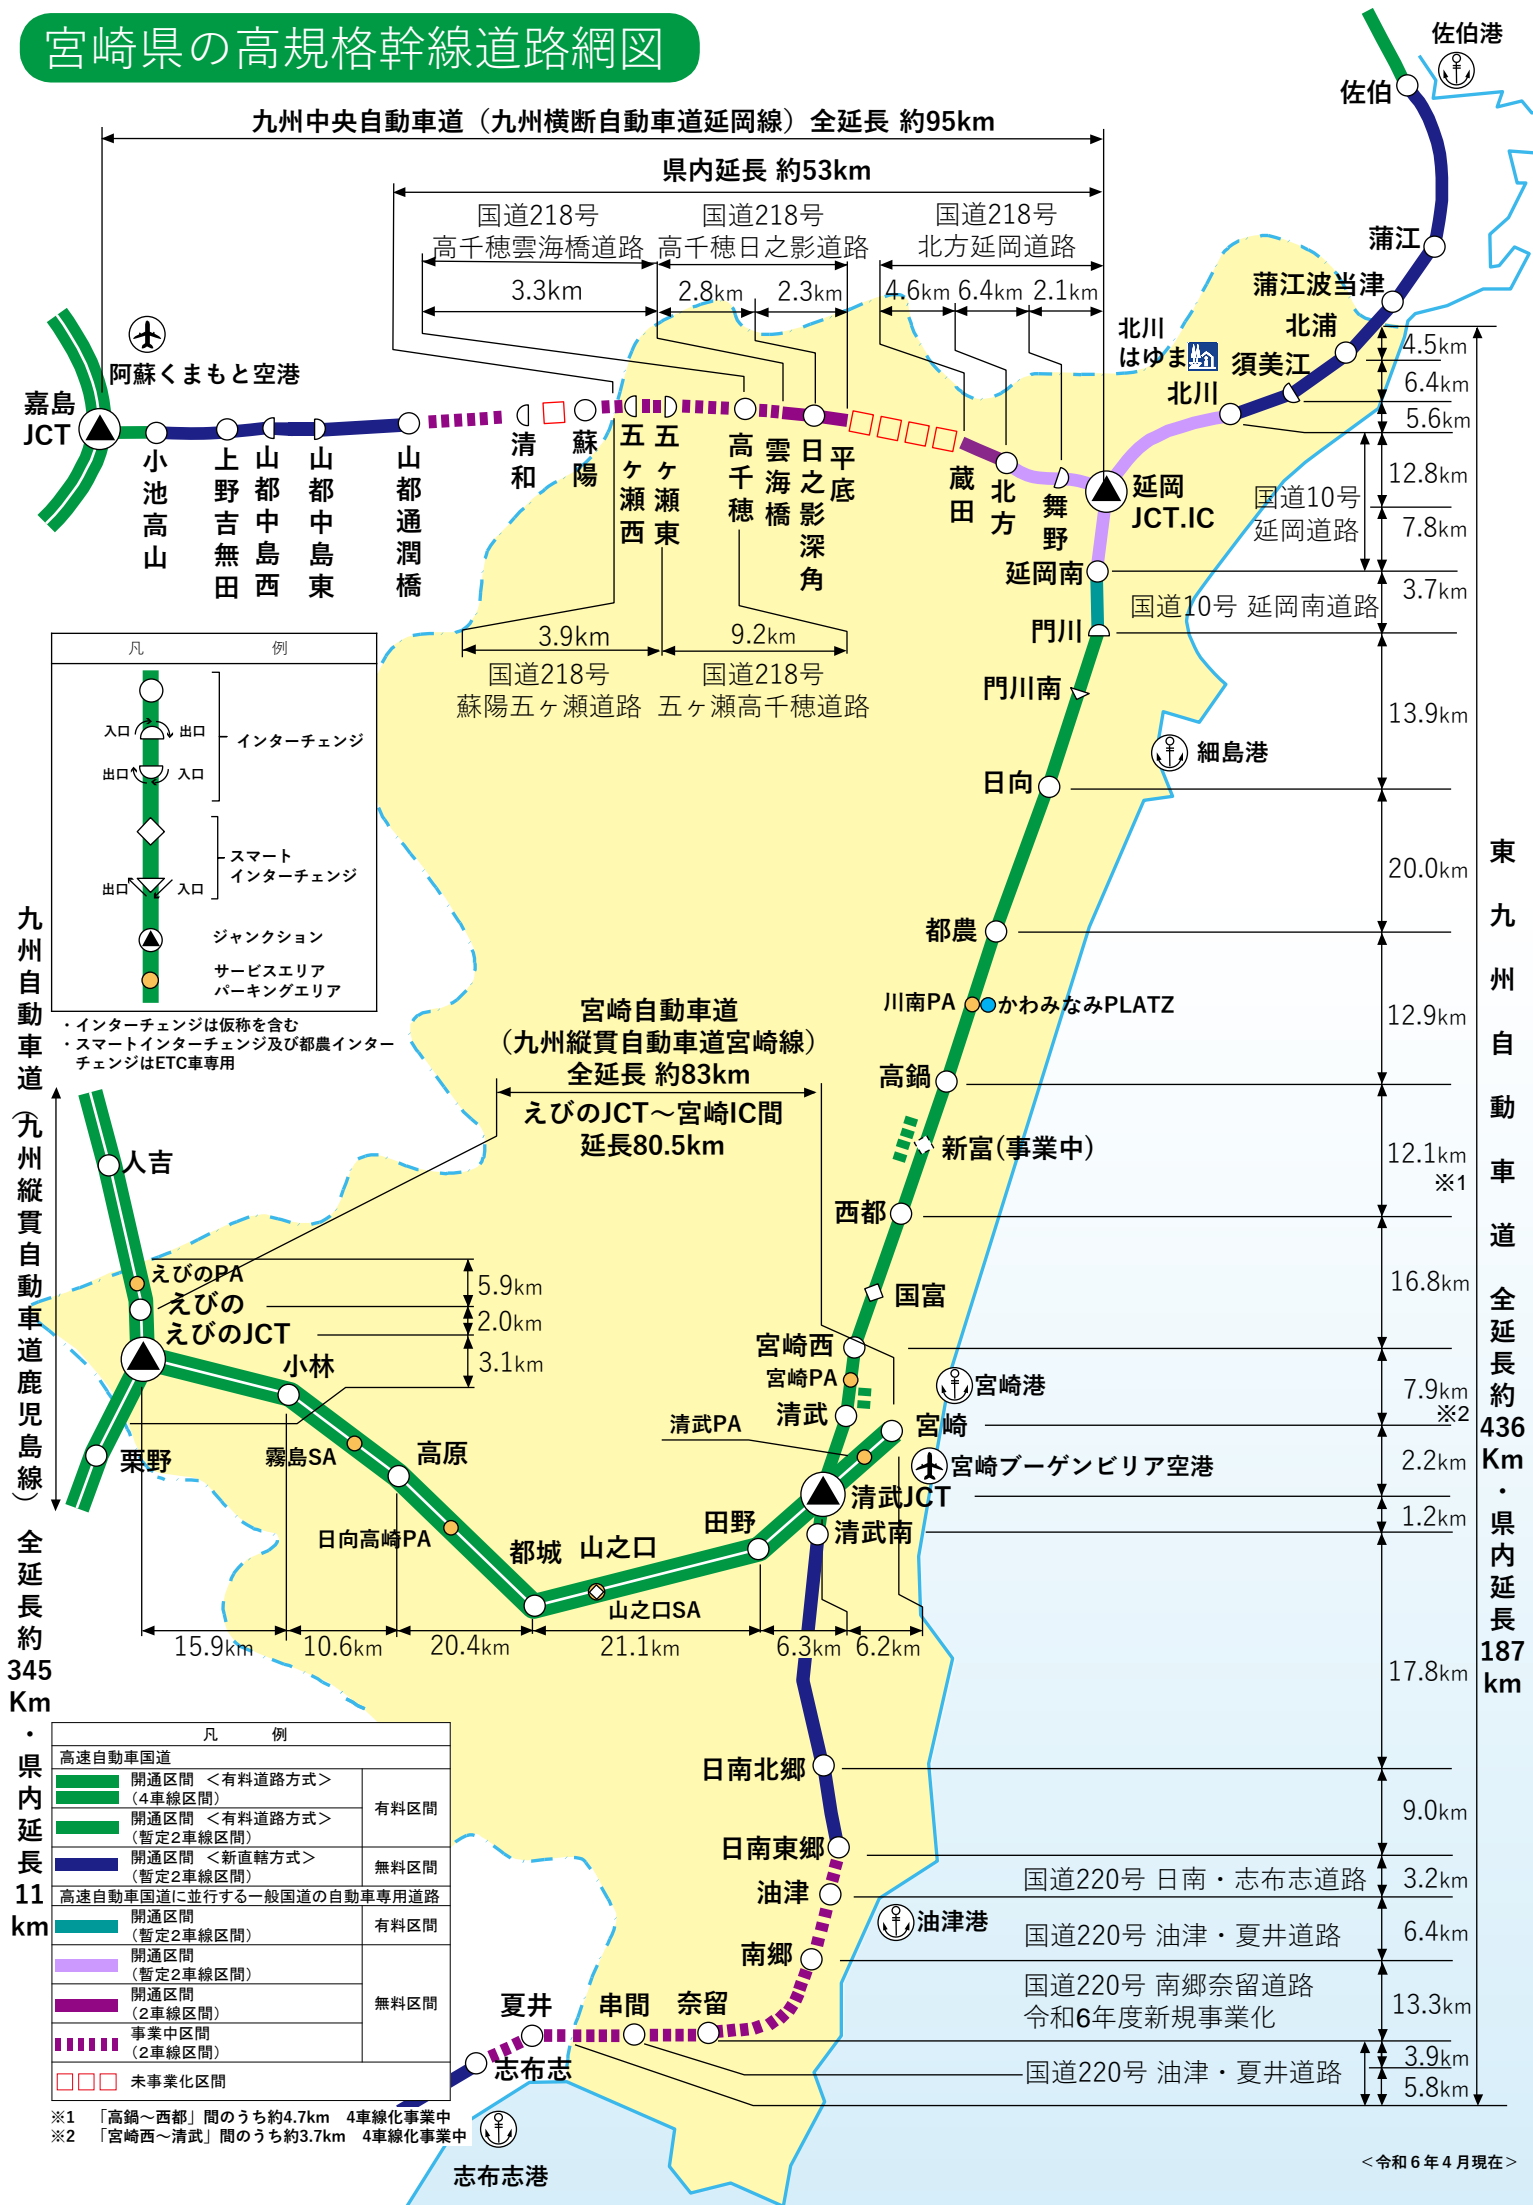 宮崎県の高規格幹線道路網図
佐伯港
佐伯
九州中央自動車道（九州横断自動車道延岡線）全延長 約95km
県内延長 約53km
国道218号
高千穂雲海橋道路
国道218号
高千穂日之影道路
国道218号
北方延岡道路
3.3km
2.8km
2.3km
4.6km
6.4km
2.1km
蒲江
蒲江波当津
北浦
須美江
北川
はゆま
北川
阿蘇くまもと空港
嘉島
JCT
小池高山
上野吉無田
山都中島西
山都中島東
山都通潤橋
清和
蘇陽
五ヶ瀬西
五ヶ瀬東
高千穂
雲海橋
日之影深角
平底
蔵田
北方
舞野
延岡
JCT.IC
延岡南
門川
門川南
日向
都農
川南PA
かわみなみPLATZ
高鍋
新富(事業中)
西都
国富
宮崎西
宮崎PA
清武
宮崎
清武PA
清武JCT
清武南
日南北郷
日南東郷
油津
南郷
奈留
串間
夏井
志布志
細島港
宮崎港
宮崎ブーゲンビリア空港
油津港
志布志港
3.9km
国道218号
蘇陽五ヶ瀬道路
9.2km
国道218号
五ヶ瀬高千穂道路
国道10号
延岡道路
国道10号 延岡南道路
4.5km
6.4km
5.6km
12.8km
7.8km
3.7km
13.9km
20.0km
12.9km
12.1km
※1
16.8km
7.9km
※2
2.2km
1.2km
17.8km
9.0km
3.2km
6.4km
13.3km
3.9km
5.8km
国道220号 日南・志布志道路
国道220号 油津・夏井道路
国道220号 南郷奈留道路
令和6年度新規事業化
国道220号 油津・夏井道路
東九州自動車道 全延長約436Km・県内延長187km
凡 例
入口 出口
出口 入口
インターチェンジ
スマート
インターチェンジ
出口 入口
ジャンクション
サービスエリア
パーキングエリア
・インターチェンジは仮称を含む
・スマートインターチェンジ及び都農インター
チェンジはETC車専用
九州自動車道（九州縦貫自動車道鹿児島線）全延長約345Km・県内延長11km
宮崎自動車道
（九州縦貫自動車道宮崎線）
全延長 約83km
えびのJCT～宮崎IC間
延長80.5km
人吉
えびのPA
えびの
えびのJCT
栗野
小林
霧島SA
高原
日向高崎PA
都城
山之口
山之口SA
田野
5.9km
2.0km
3.1km
15.9km
10.6km
20.4km
21.1km
6.3km
6.2km
凡 例
高速自動車国道
開通区間 ＜有料道路方式＞
（4車線区間）
開通区間 ＜有料道路方式＞
（暫定2車線区間）
有料区間
開通区間 ＜新直轄方式＞
（暫定2車線区間）
無料区間
高速自動車国道に並行する一般国道の自動車専用道路
開通区間
（暫定2車線区間）
有料区間
開通区間
（暫定2車線区間）
開通区間
（2車線区間）
事業中区間
（2車線区間）
無料区間
未事業化区間
※1 「高鍋～西都」間のうち約4.7km 4車線化事業中
※2 「宮崎西～清武」間のうち約3.7km 4車線化事業中
＜令和６年４月現在＞